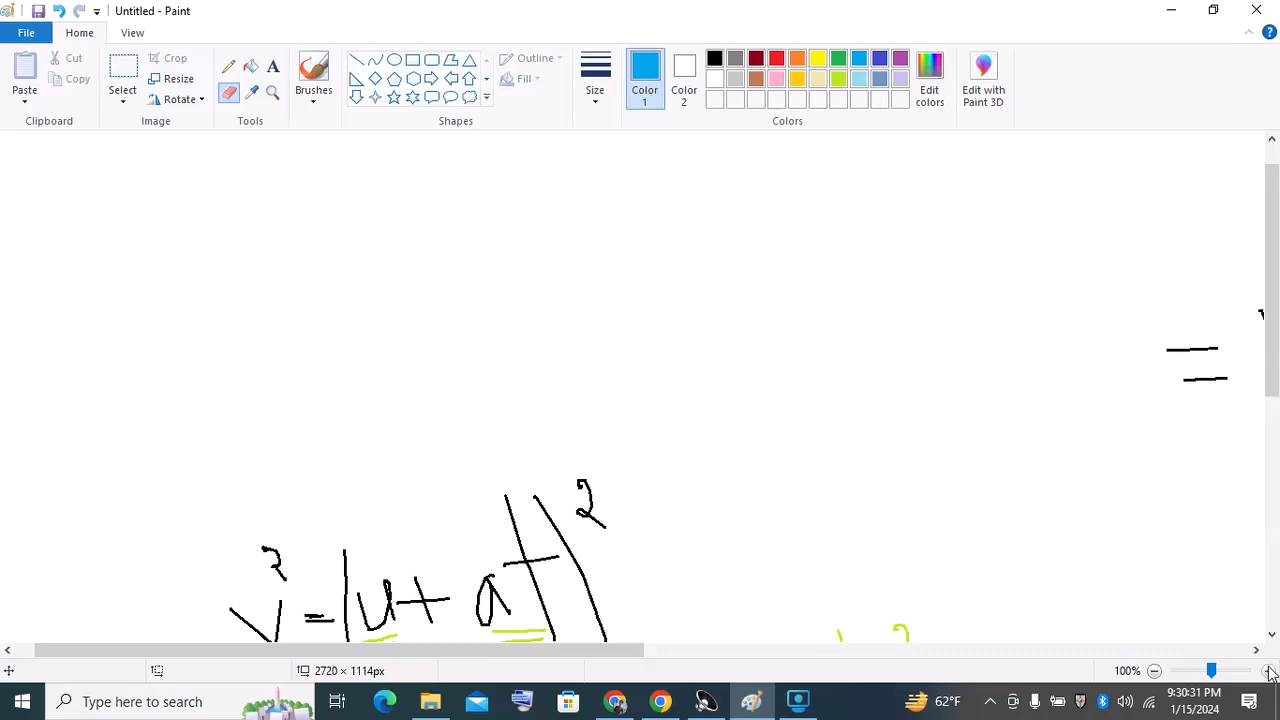 Untitled - Paint
File Home View
Paste
Cut
Copy
Clipboard
Select
Crop
Resize
Rotate
Image
Tools
Brushes
Shapes
Outline
Fill
Size
Color 1
Color 2
Edit colors
Colors
Edit with Paint 3D
=
v² = (u + at)²
2720 × 1114px
100%
Type here to search
62°F
9:30:31 PM
1/15/2024